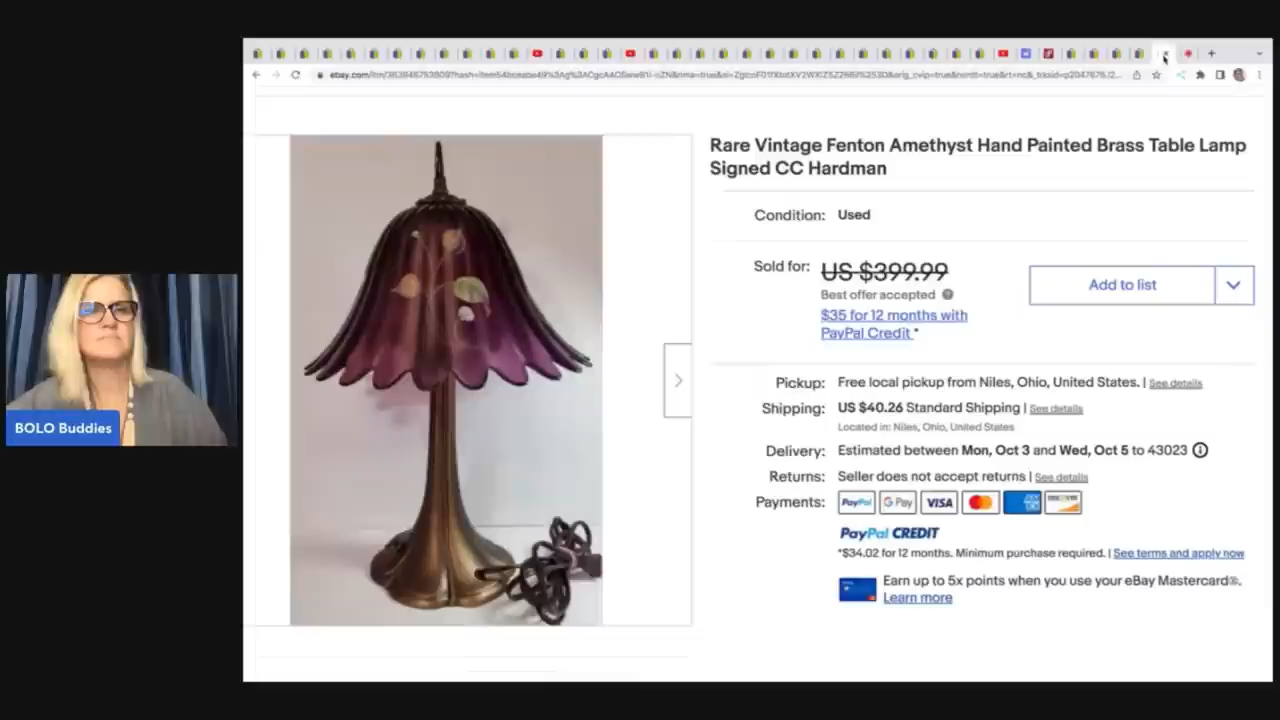 Rare Vintage Fenton Amethyst Hand Painted Brass Table Lamp
Signed CC Hardman
Condition: Used
Sold for: US $399.99
Best offer accepted
$35 for 12 months with
PayPal Credit *
Add to list
Pickup: Free local pickup from Niles, Ohio, United States. | See details
Shipping: US $40.26 Standard Shipping | See details
Located in: Niles, Ohio, United States
Delivery: Estimated between Mon, Oct 3 and Wed, Oct 5 to 43023
Returns: Seller does not accept returns | See details
Payments: PayPal G Pay VISA
PayPal CREDIT
*$34.02 for 12 months. Minimum purchase required. | See terms and apply now
Earn up to 5x points when you use your eBay Mastercard®.
Learn more
BOLO Buddies